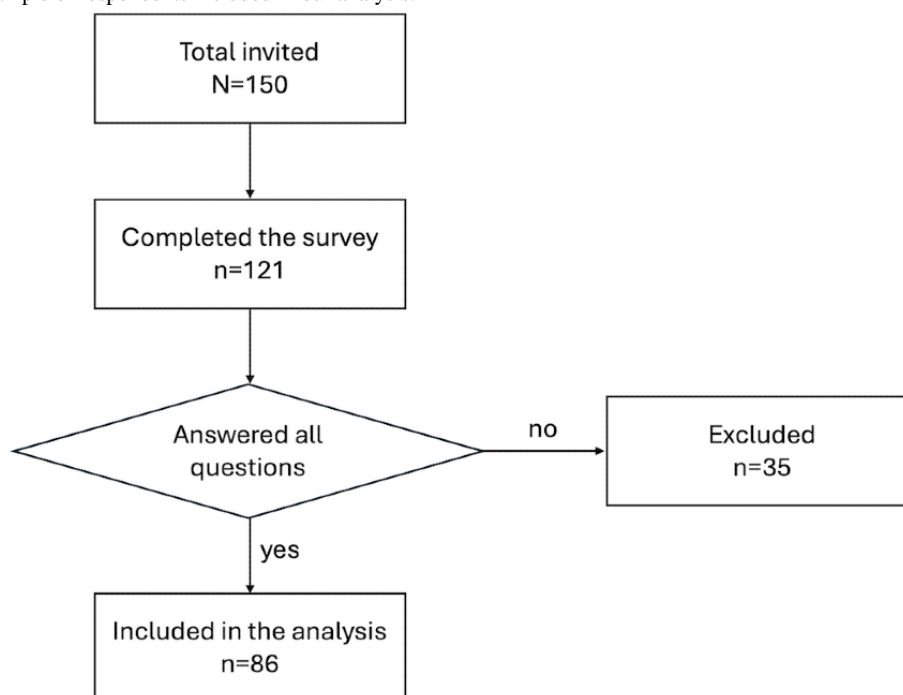 Total invited
N=150
Completed the survey
n=121
Answered all
questions
no
Excluded
n=35
yes
Included in the analysis
n=86